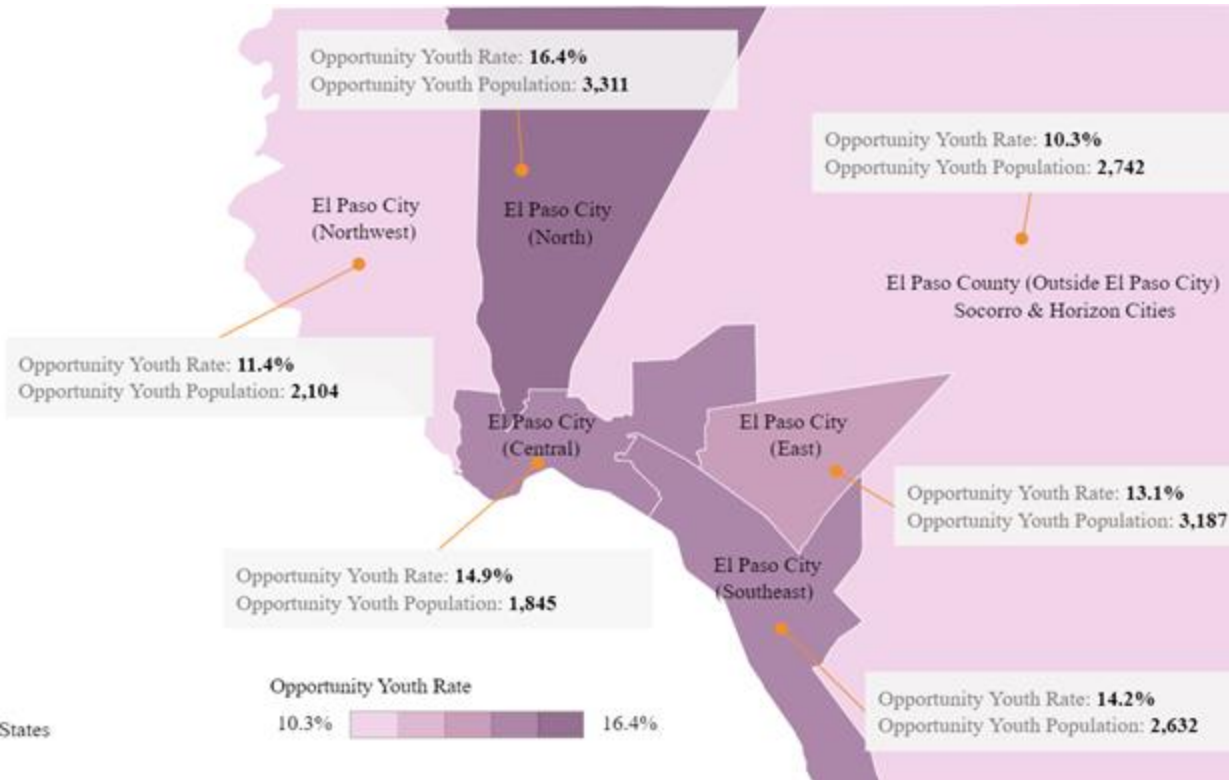 Opportunity Youth Rate: 16.4%
Opportunity Youth Population: 3,311
Opportunity Youth Rate: 10.3%
Opportunity Youth Population: 2,742
El Paso City
(Northwest)
El Paso City
(North)
El Paso County (Outside El Paso City)
Socorro & Horizon Cities
Opportunity Youth Rate: 11.4%
Opportunity Youth Population: 2,104
El Paso City
(Central)
El Paso City
(East)
Opportunity Youth Rate: 13.1%
Opportunity Youth Population: 3,187
Opportunity Youth Rate: 14.9%
Opportunity Youth Population: 1,845
El Paso City
(Southeast)
Opportunity Youth Rate: 14.2%
Opportunity Youth Population: 2,632
Opportunity Youth Rate
10.3% 16.4%
States